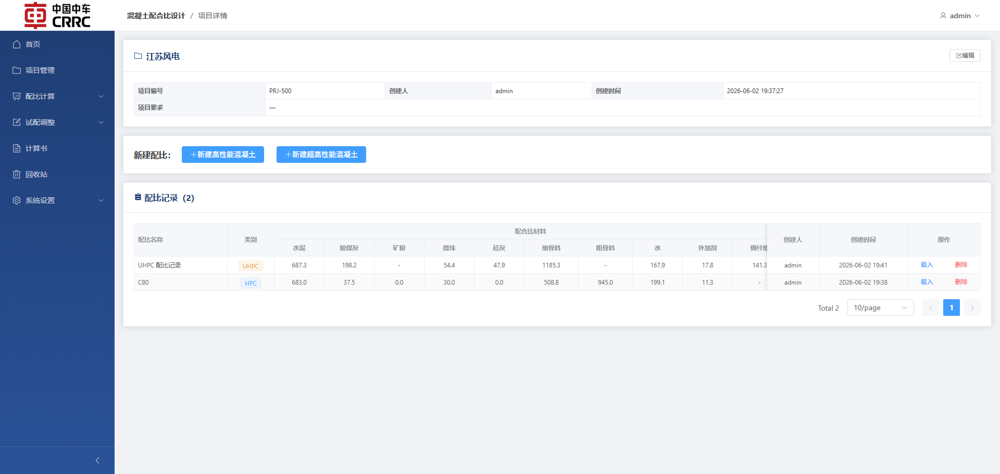 中国中车
CRRC
混凝土配合比设计 / 项目详情
admin
首页
项目管理
配比计算
试配调整
计算书
回收站
系统设置
江苏风电
编辑
项目编号 PRJ-500 创建人 admin 创建时间 2026-06-02 19:37:27
项目要求 —
新建配比： +新建高性能混凝土 +新建超高性能混凝土
配比记录（2）
配比名称 类别 配合比材料 创建人 创建时间 操作
水泥 粉煤灰 矿粉 微珠 硅灰 细骨料 粗骨料 水 外加剂 钢纤维
UHPC 配比记录 UHPC 687.3 198.2 - 54.4 47.9 1185.3 - 167.9 17.8 141.3 admin 2026-06-02 19:41 载入 删除
C80 HPC 683.0 37.5 0.0 30.0 0.0 508.8 945.0 199.1 11.3 - admin 2026-06-02 19:38 载入 删除
Total 2 10/page 1